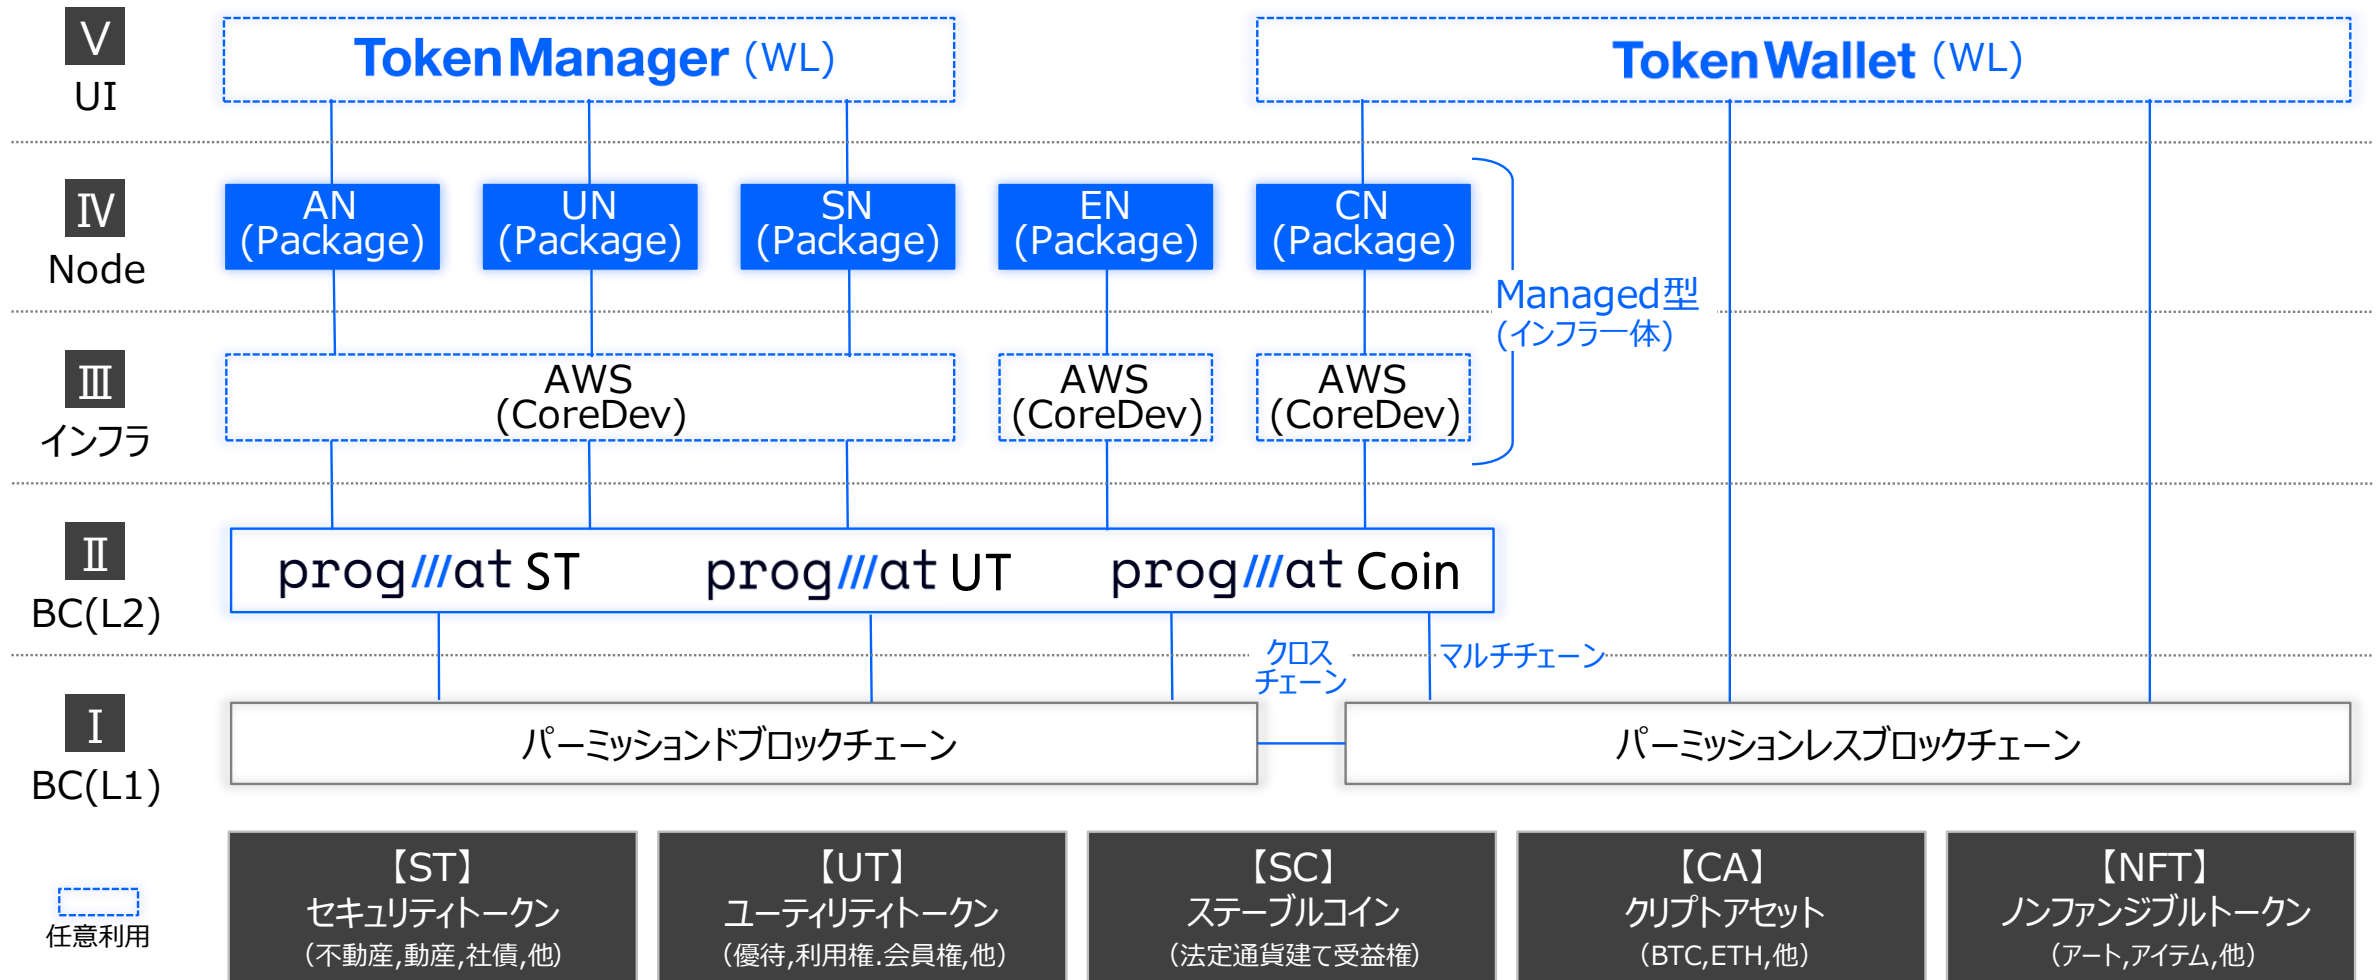 Ⅴ
UI
TokenManager (WL)
TokenWallet (WL)
Ⅳ
Node
AN
(Package)
UN
(Package)
SN
(Package)
EN
(Package)
CN
(Package)
Managed型
(インフラ一体)
Ⅲ
インフラ
AWS
(CoreDev)
AWS
(CoreDev)
AWS
(CoreDev)
Ⅱ
BC(L2)
prog///at ST
prog///at UT
prog///at Coin
クロス
チェーン
マルチチェーン
Ⅰ
BC(L1)
パーミッションドブロックチェーン
パーミッションレスブロックチェーン
任意利用
【ST】
セキュリティトークン
(不動産,動産,社債,他)
【UT】
ユーティリティトークン
(優待,利用権.会員権,他)
【SC】
ステーブルコイン
(法定通貨建て受益権)
【CA】
クリプトアセット
(BTC,ETH,他)
【NFT】
ノンファンジブルトークン
(アート,アイテム,他)